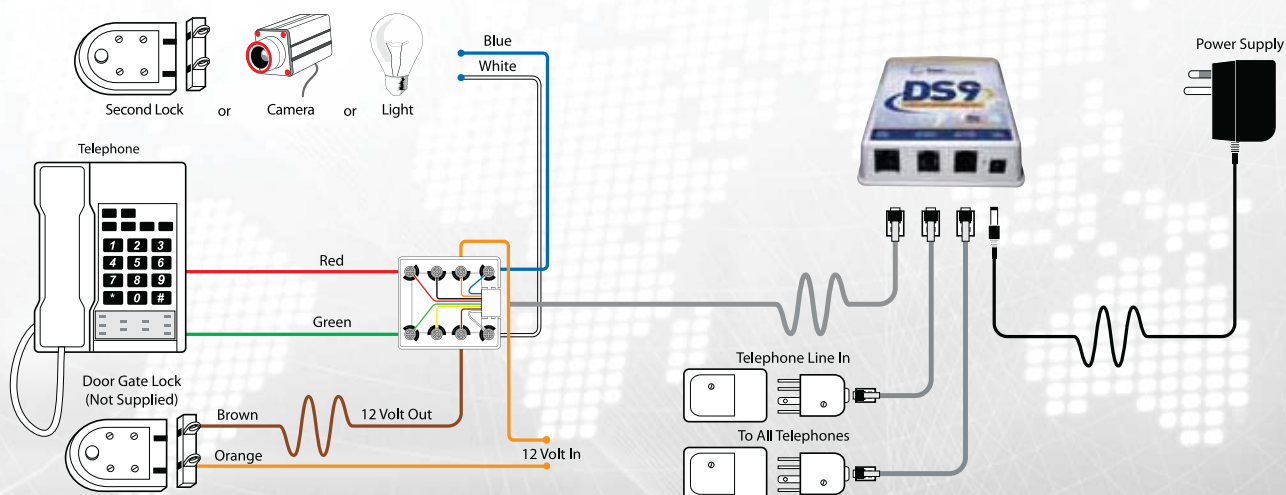 Second Lock
or
Camera
or
Light
Blue
White
Power Supply
DS9
Telephone
1 2 3
4 5 6
7 8 9
* 0 #
Red
Green
Door Gate Lock
(Not Supplied)
Brown
12 Volt Out
Orange
12 Volt In
Telephone Line In
To All Telephones